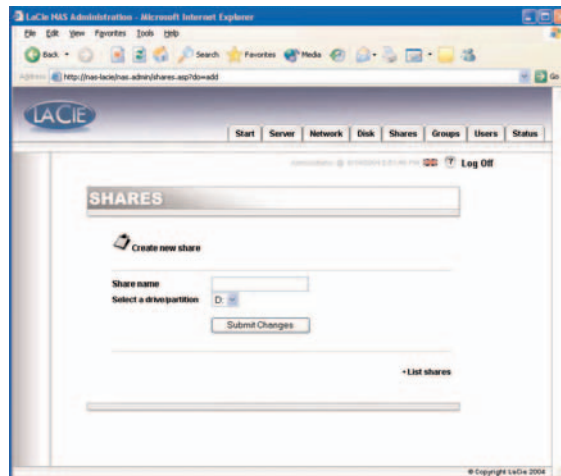 LaCie NAS Administration - Microsoft Internet Explorer
File Edit View Favorites Tools Help
Back Search Favorites Media
Address http://nas-lacie/nas-admin/shares.asp?do=add Go
LACIE
Start Server Network Disk Shares Groups Users Status
? Log Off
SHARES
Create new share
Share name
Select a drive/partition D:
Submit Changes
• List shares
© Copyright LaCie 2004